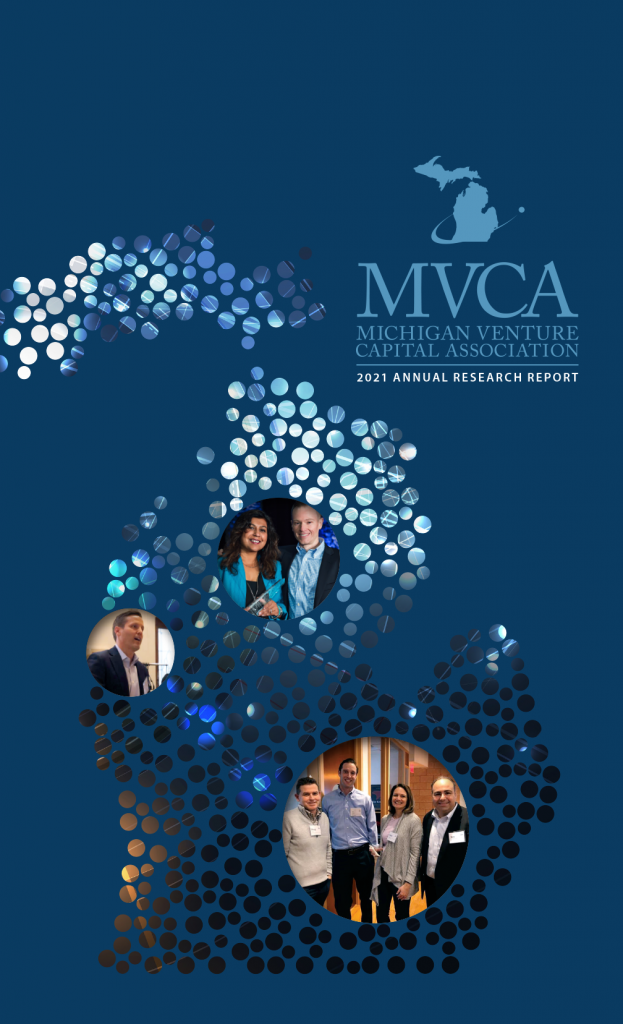 MVCA
MICHIGAN VENTURE
CAPITAL ASSOCIATION
2021 ANNUAL RESEARCH REPORT